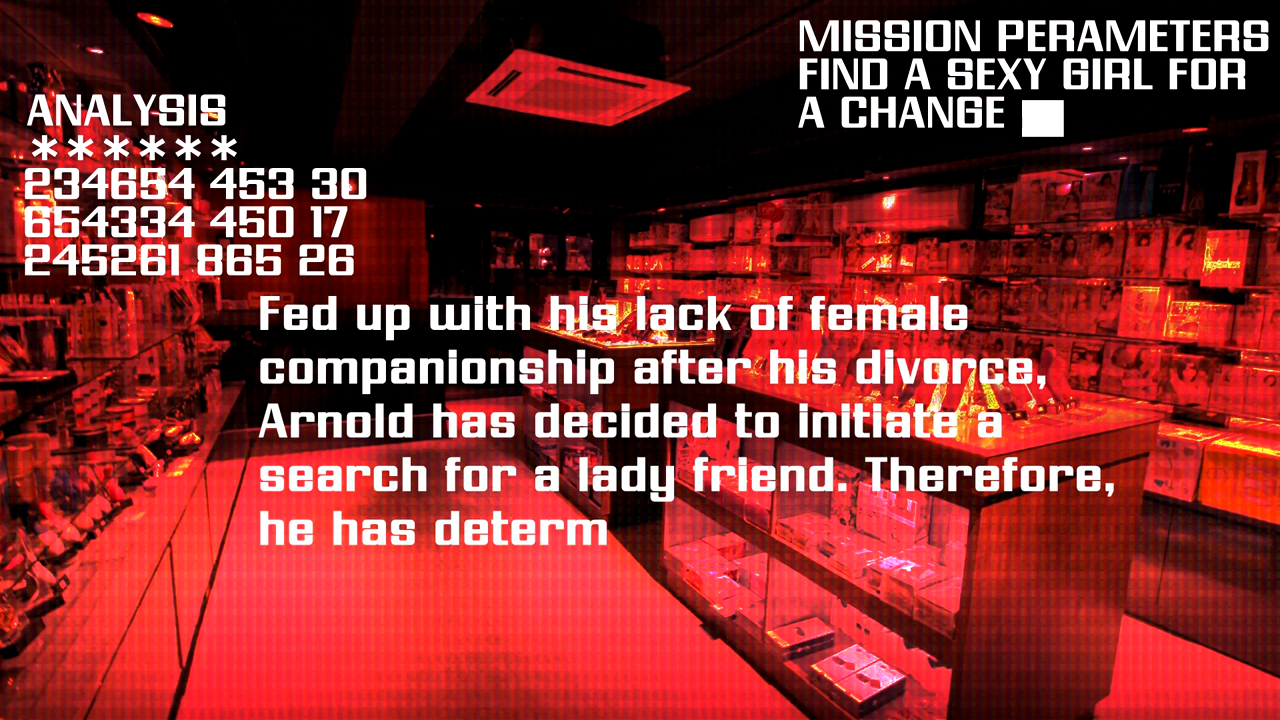 MISSION PERAMETERS
FIND A SEXY GIRL FOR
A CHANGE
ANALYSIS
******
234654 453 30
654334 450 17
245261 865 26
Fed up with his lack of female
companionship after his divorce,
Arnold has decided to initiate a
search for a lady friend. Therefore,
he has determ